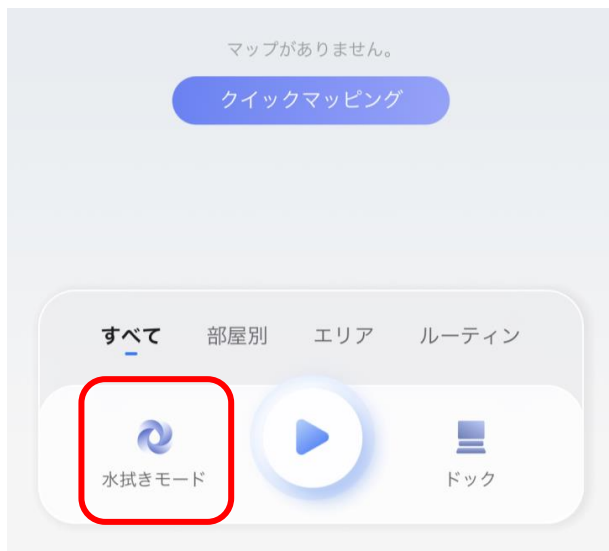 マップがありません。
クイックマッピング
すべて 部屋別 エリア ルーティン
水拭きモード ドック